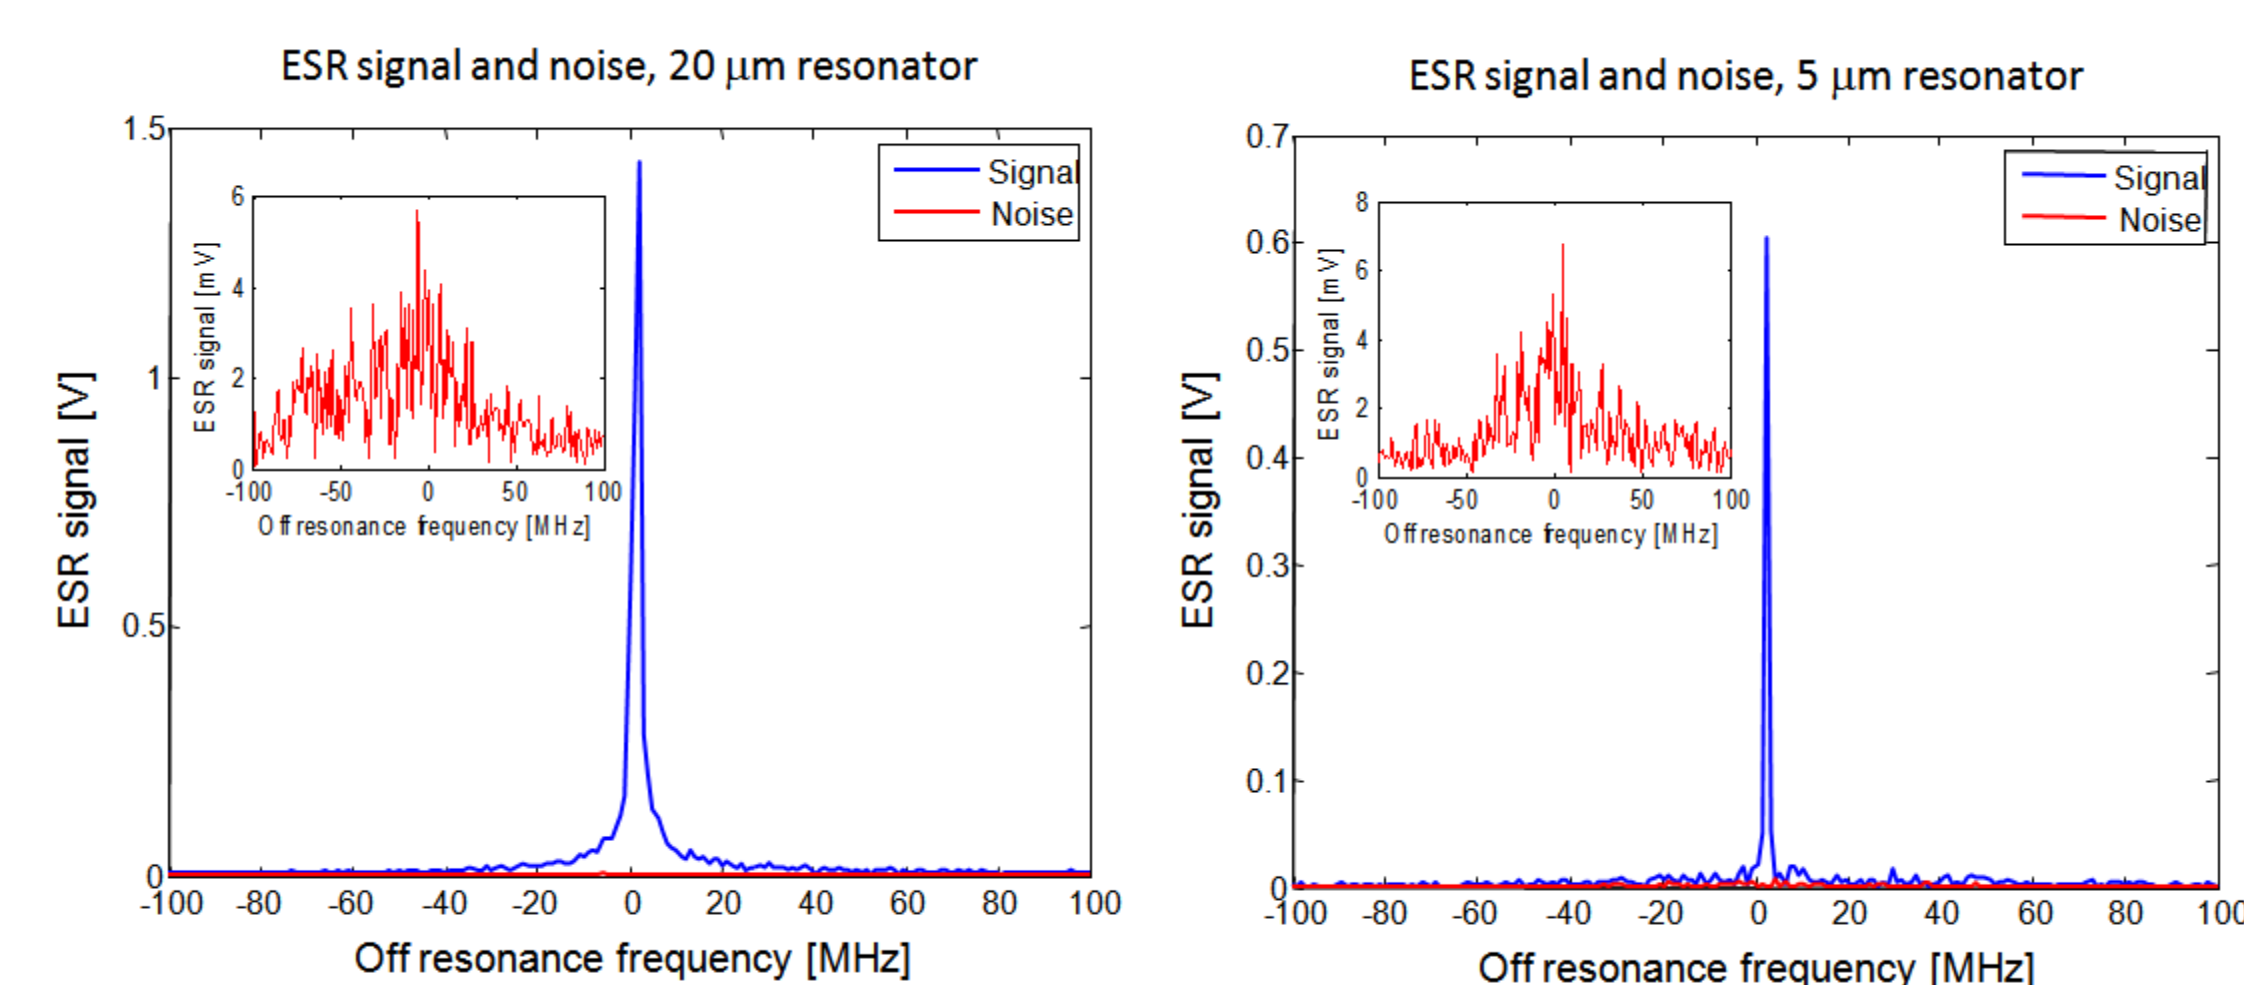 ESR signal and noise, 20 μm resonator
1.5
1
0.5
0
ESR signal [V]
-100 -80 -60 -40 -20 0 20 40 60 80 100
Off resonance frequency [MHz]
Signal
Noise
6
4
2
0
ESR signal [mV]
-100 -50 0 50 100
Off resonance frequency [MHz]
ESR signal and noise, 5 μm resonator
0.7
0.6
0.5
0.4
0.3
0.2
0.1
0
ESR signal [V]
-100 -80 -60 -40 -20 0 20 40 60 80 100
Off resonance frequency [MHz]
Signal
Noise
8
6
4
2
0
ESR signal [mV]
-100 -50 0 50 100
Off resonance frequency [MHz]